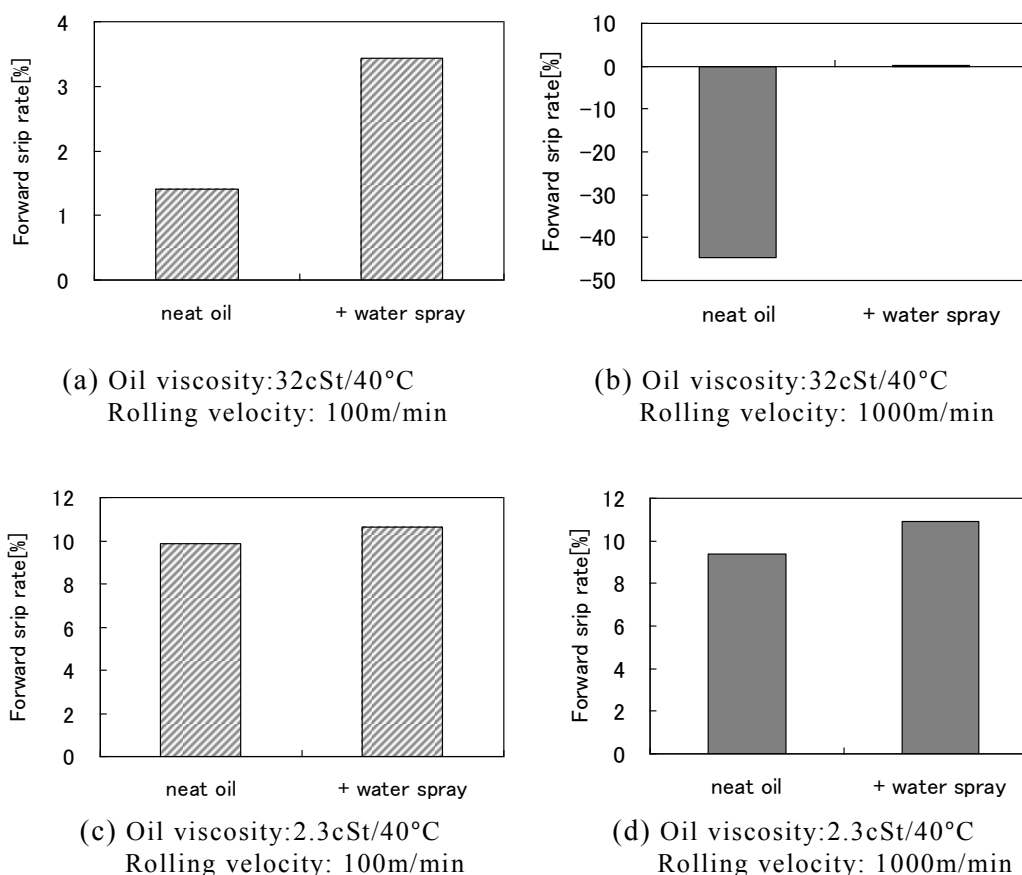 4
3
2
1
0
Forward srip rate[%]
neat oil
+ water spray
(a) Oil viscosity:32cSt/40°C
Rolling velocity: 100m/min
10
0
−10
−20
−30
−40
−50
Forward srip rate[%]
neat oil
+ water spray
(b) Oil viscosity:32cSt/40°C
Rolling velocity: 1000m/min
12
10
8
6
4
2
0
Forward srip rate[%]
neat oil
+ water spray
(c) Oil viscosity:2.3cSt/40°C
Rolling velocity: 100m/min
12
10
8
6
4
2
0
Forward srip rate[%]
neat oil
+ water spray
(d) Oil viscosity:2.3cSt/40°C
Rolling velocity: 1000m/min